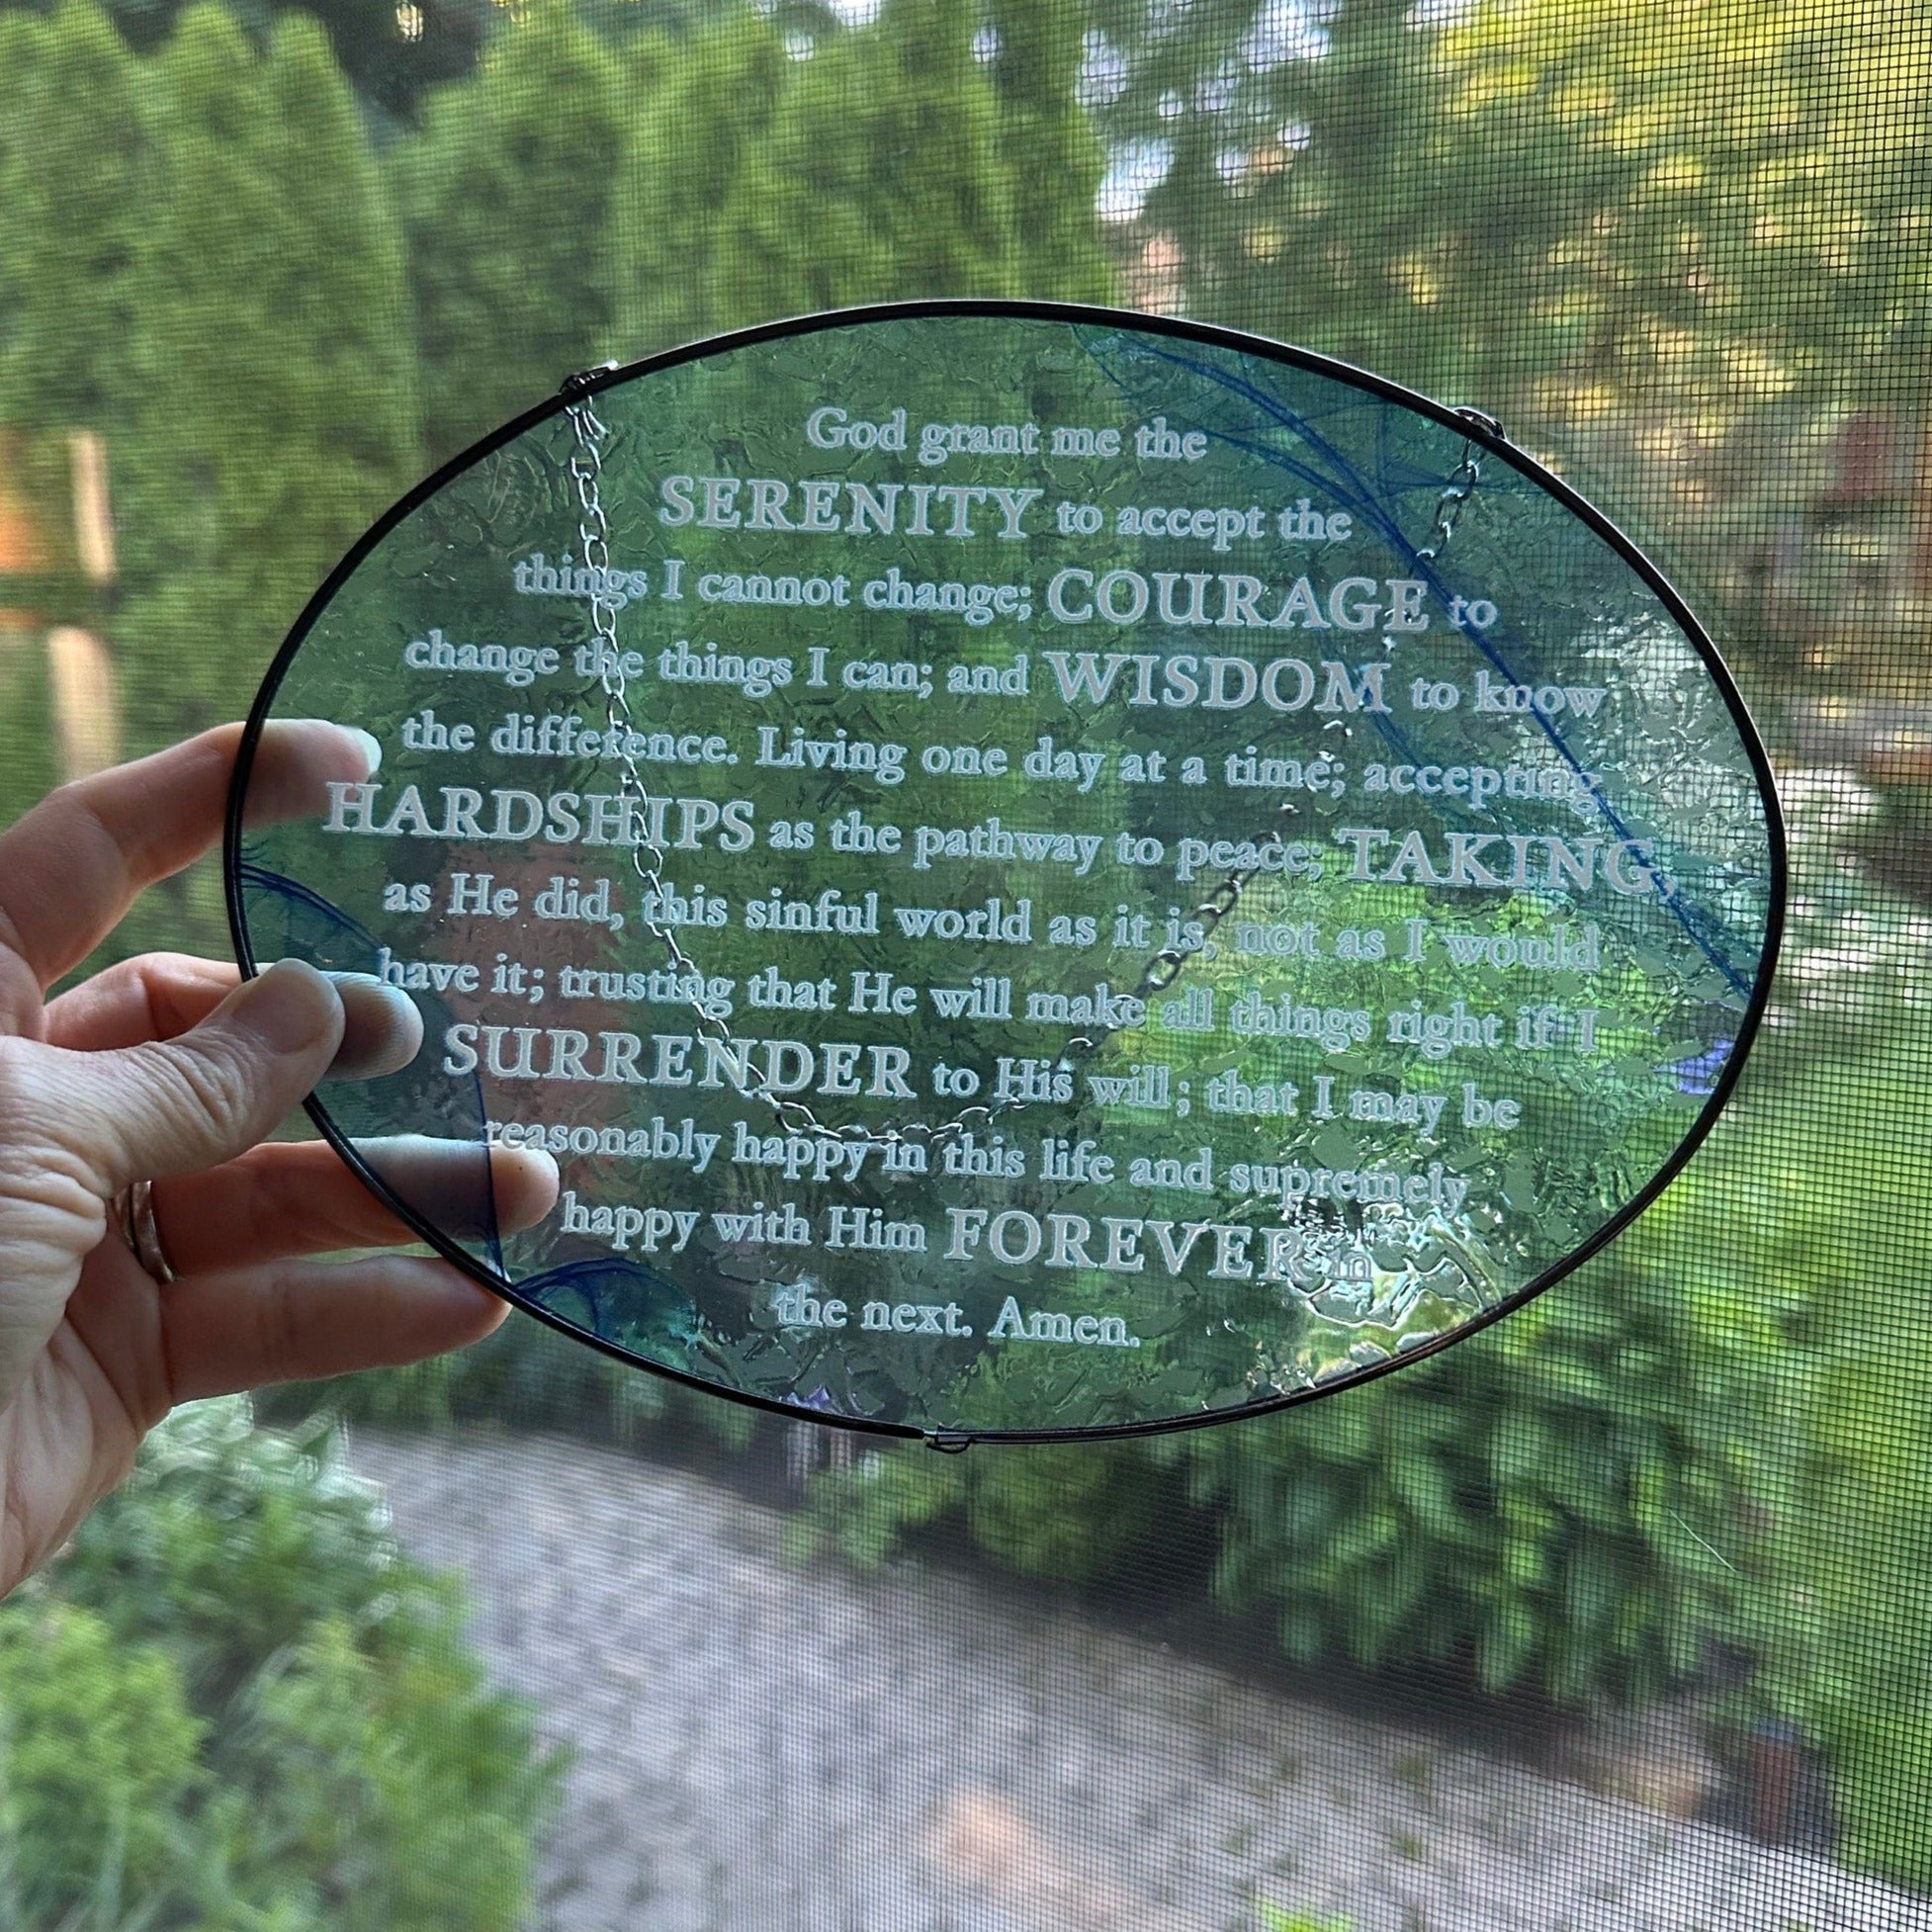 God grant me the
SERENITY to accept the
things I cannot change; COURAGE to
change the things I can; and WISDOM to know
the difference. Living one day at a time; accepting
HARDSHIPS as the pathway to peace; TAKING,
as He did, this sinful world as it is, not as I would
have it; trusting that He will make all things right if I
SURRENDER to His will; that I may be
reasonably happy in this life and supremely
happy with Him FOREVER in
the next. Amen.